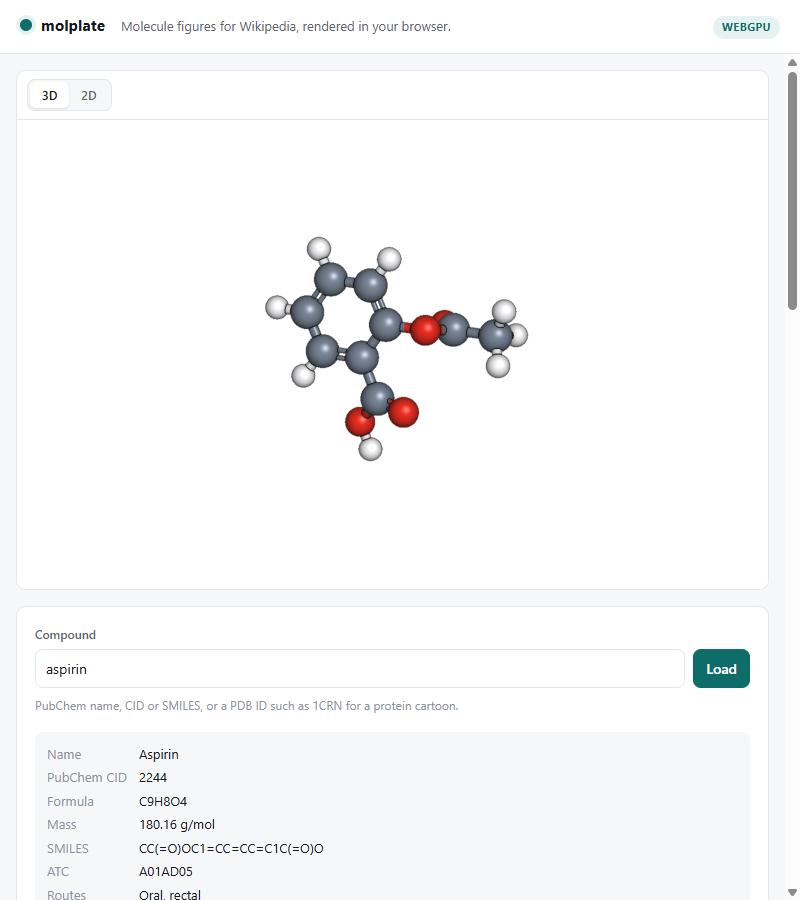 molplate Molecule figures for Wikipedia, rendered in your browser. WEBGPU
3D 2D
Compound
aspirin Load
PubChem name, CID or SMILES, or a PDB ID such as 1CRN for a protein cartoon.
Name Aspirin
PubChem CID 2244
Formula C9H8O4
Mass 180.16 g/mol
SMILES CC(=O)OC1=CC=CC=C1C(=O)O
ATC A01AD05
Routes Oral, rectal